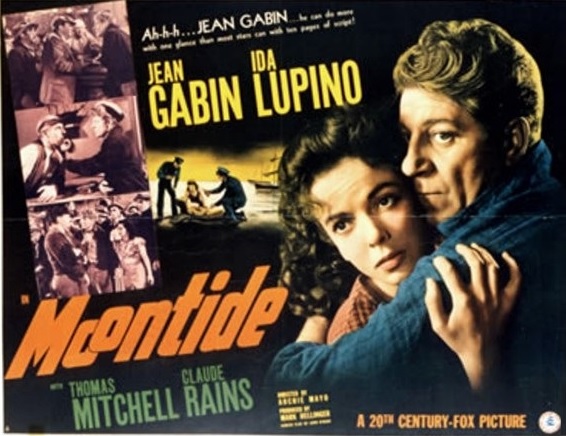 Ah-h-h...JEAN GABIN...he can do more
with one glance than most stars can with ten pages of script!
JEAN
GABIN
IDA
LUPINO
in
Moontide
WITH
THOMAS
MITCHELL
CLAUDE
RAINS
DIRECTED BY
ARCHIE MAYO
PRODUCED BY
MARK HELLINGER
A 20TH CENTURY-FOX PICTURE